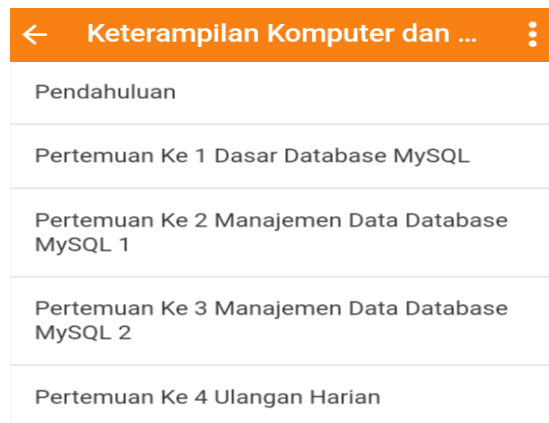 Keterampilan Komputer dan ...
Pendahuluan
Pertemuan Ke 1 Dasar Database MySQL
Pertemuan Ke 2 Manajemen Data Database
MySQL 1
Pertemuan Ke 3 Manajemen Data Database
MySQL 2
Pertemuan Ke 4 Ulangan Harian